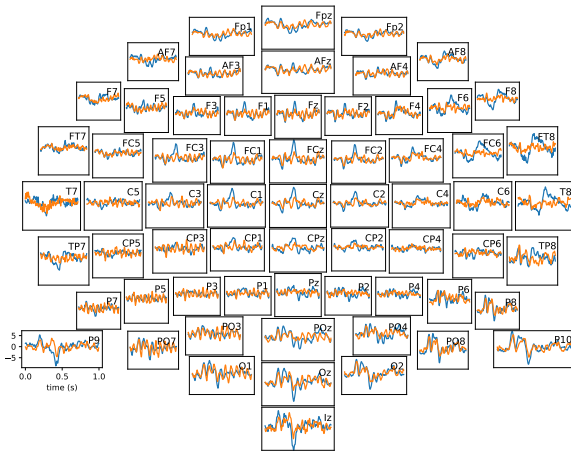 Fp1 Fpz Fp2
AF7 AF3 AFz AF4 AF8
F7 F5 F3 F1 Fz F2 F4 F6 F8
FT7 FC5 FC3 FC1 FCz FC2 FC4 FC6 FT8
T7 C5 C3 C1 Cz C2 C4 C6 T8
TP7 CP5 CP3 CP1 CPz CP2 CP4 CP6 TP8
P7 P5 P3 P1 Pz P2 P4 P6 P8
P9 PO7 PO3 POz PO4 PO8 P10
5
0
−5
0.0 0.5 1.0
time (s)
O1 Oz O2
Iz